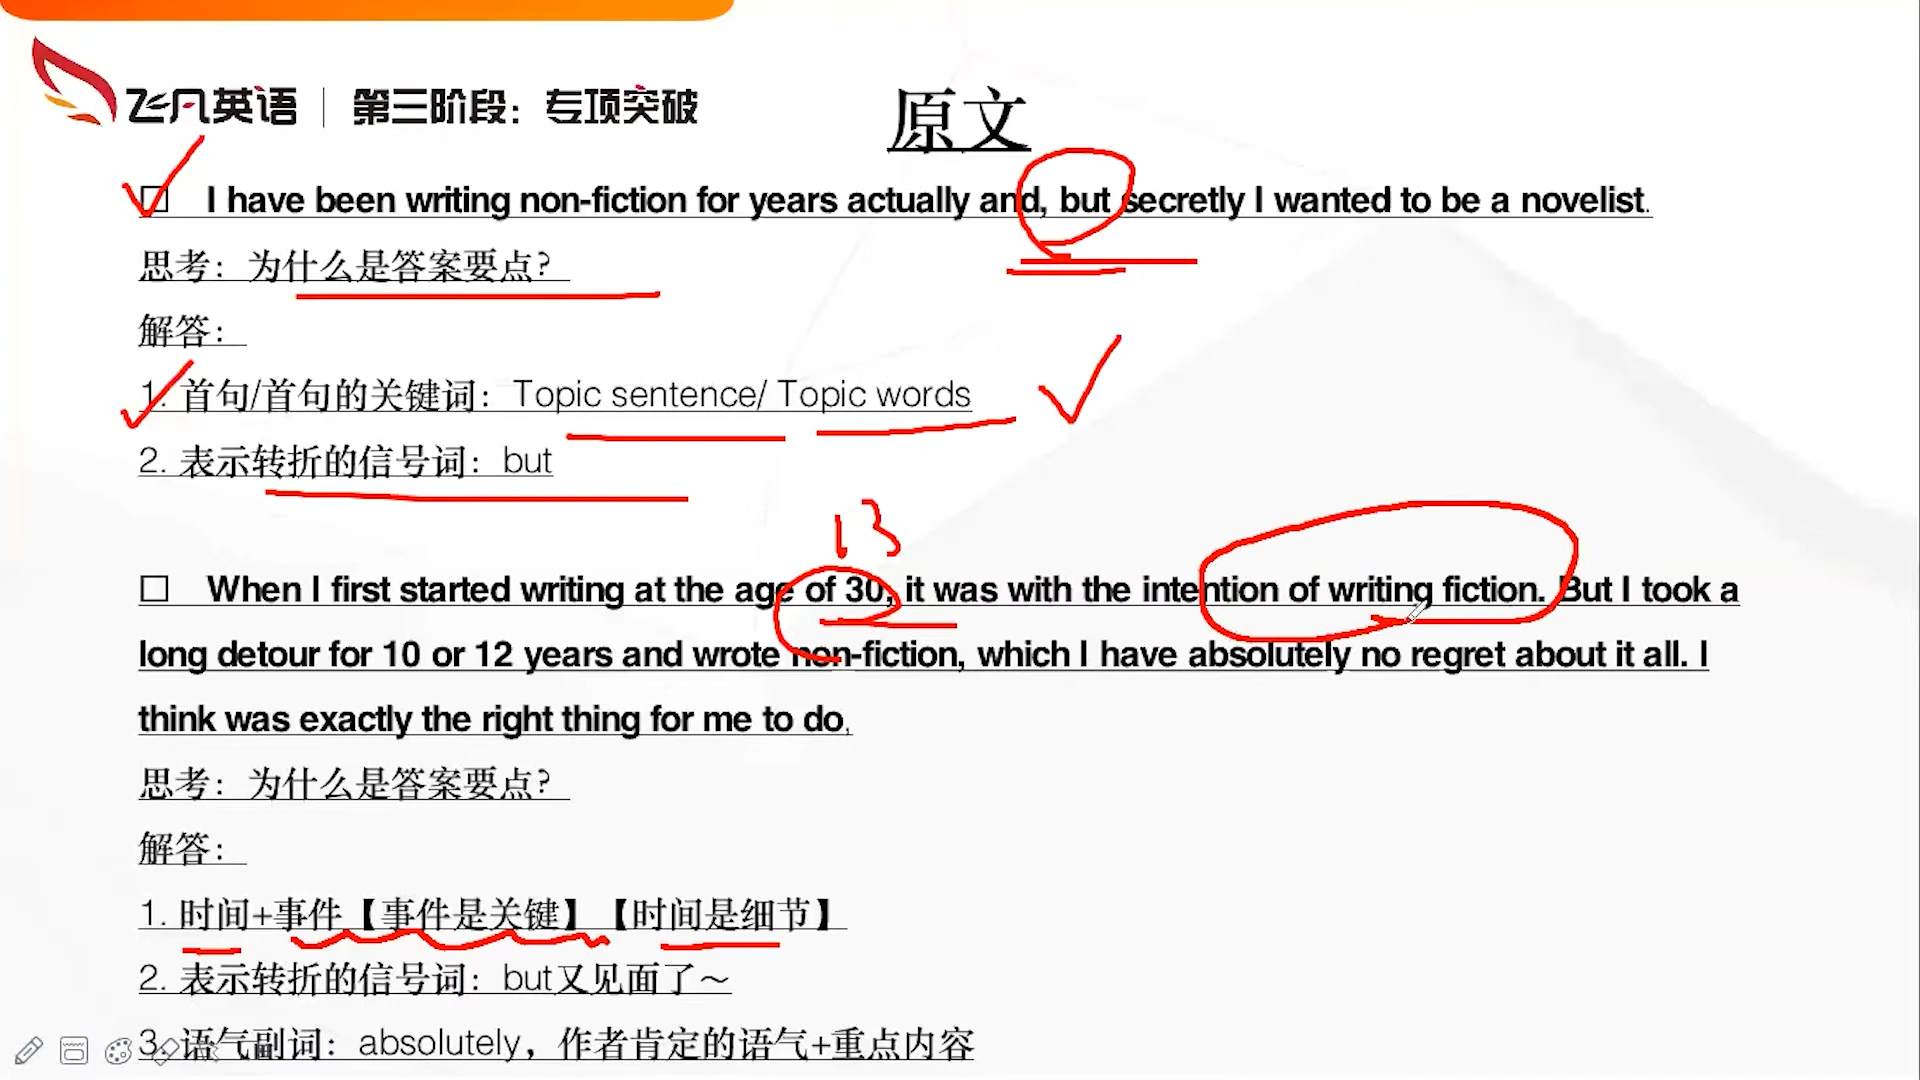 飞凡英语 | 第三阶段：专项突破
原文
□ I have been writing non-fiction for years actually and, but secretly I wanted to be a novelist.
思考：为什么是答案要点？
解答：
1. 首句/首句的关键词：Topic sentence/ Topic words
2. 表示转折的信号词：but
13
□ When I first started writing at the age of 30, it was with the intention of writing fiction. But I took a
long detour for 10 or 12 years and wrote non-fiction, which I have absolutely no regret about it all. I
think was exactly the right thing for me to do,
思考：为什么是答案要点？
解答：
1. 时间+事件【事件是关键】【时间是细节】
2. 表示转折的信号词：but又见面了～
3. 语气副词：absolutely，作者肯定的语气+重点内容